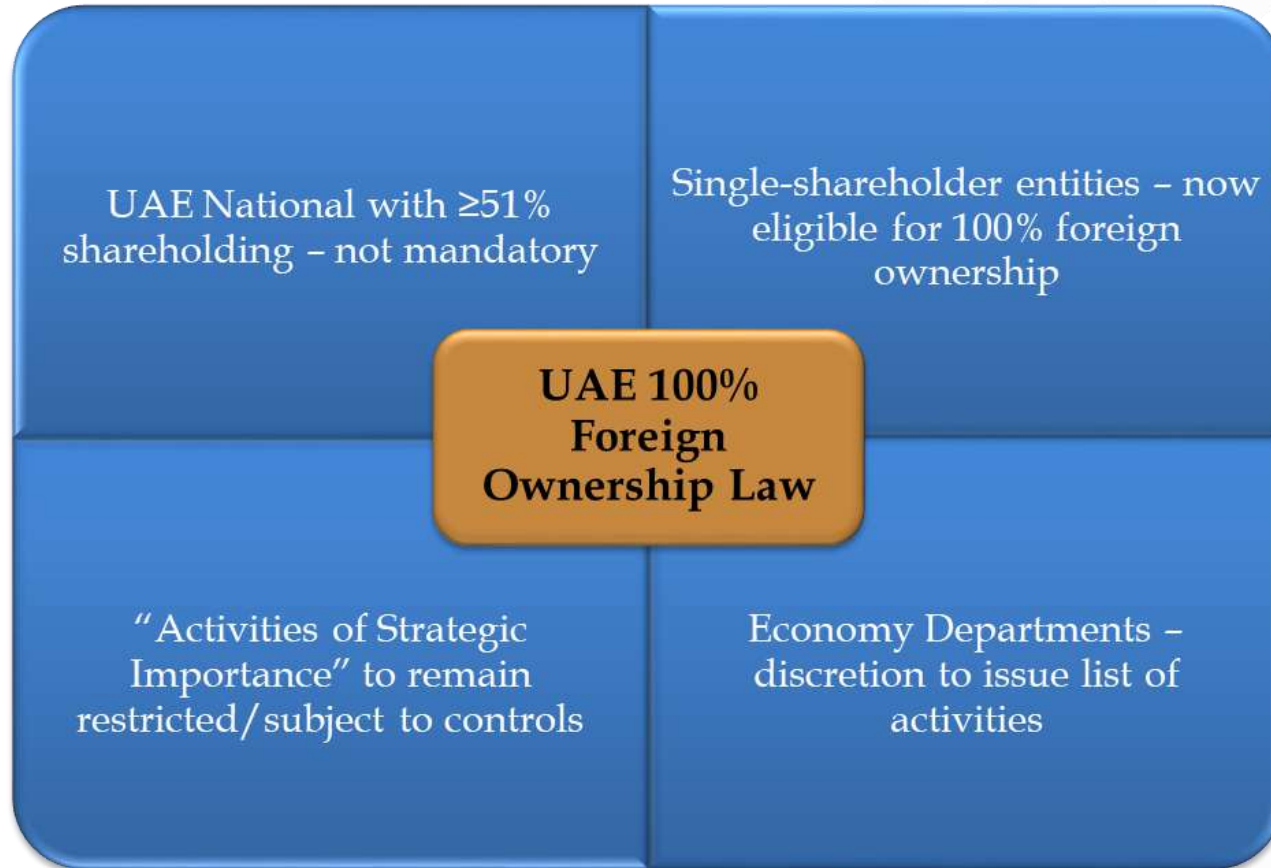 UAE National with ≥51%
shareholding – not mandatory
Single-shareholder entities – now
eligible for 100% foreign
ownership
UAE 100%
Foreign
Ownership Law
“Activities of Strategic
Importance” to remain
restricted/subject to controls
Economy Departments –
discretion to issue list of
activities